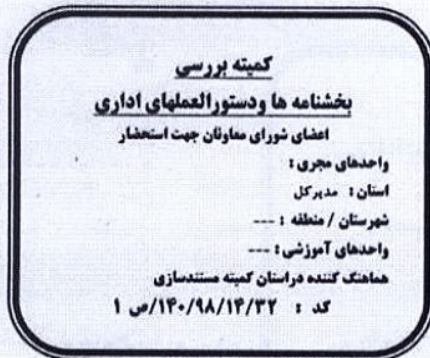 کمیته بررسی
بخشنامه ها ودستورالعملهای اداری
اعضای شورای معاونان جهت استحضار
واحدهای مجری :
استان : مدیرکل
شهرستان / منطقه : ---
واحدهای آموزشی : ---
هماهنگ کننده دراستان کمیته مستندسازی
کد : ۱۴۰/۹۸/۱۴/۳۲/ص ۱